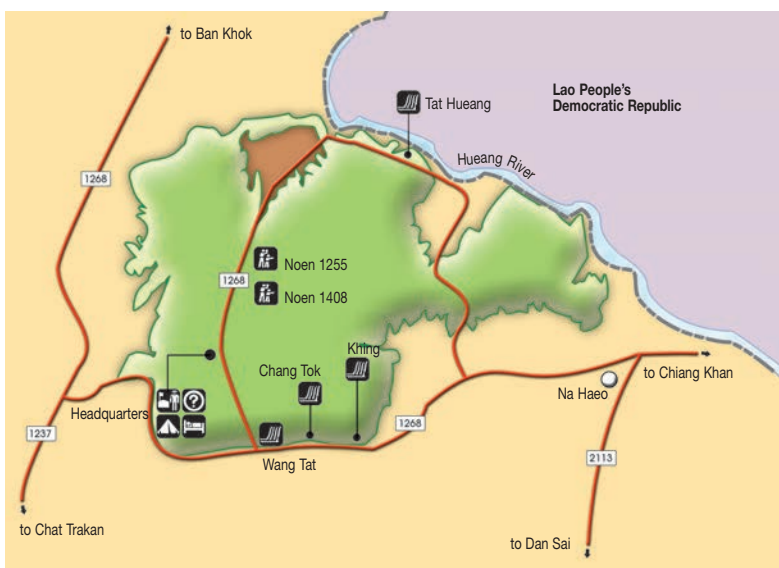 to Ban Khok
Lao People's
Democratic Republic
Tat Hueang
Hueang River
1268
Noen 1255
1268
Noen 1408
Khing
Chang Tok
to Chiang Khan
Na Haeo
Headquarters
?
1268
1237
Wang Tat
2113
to Chat Trakan
to Dan Sai